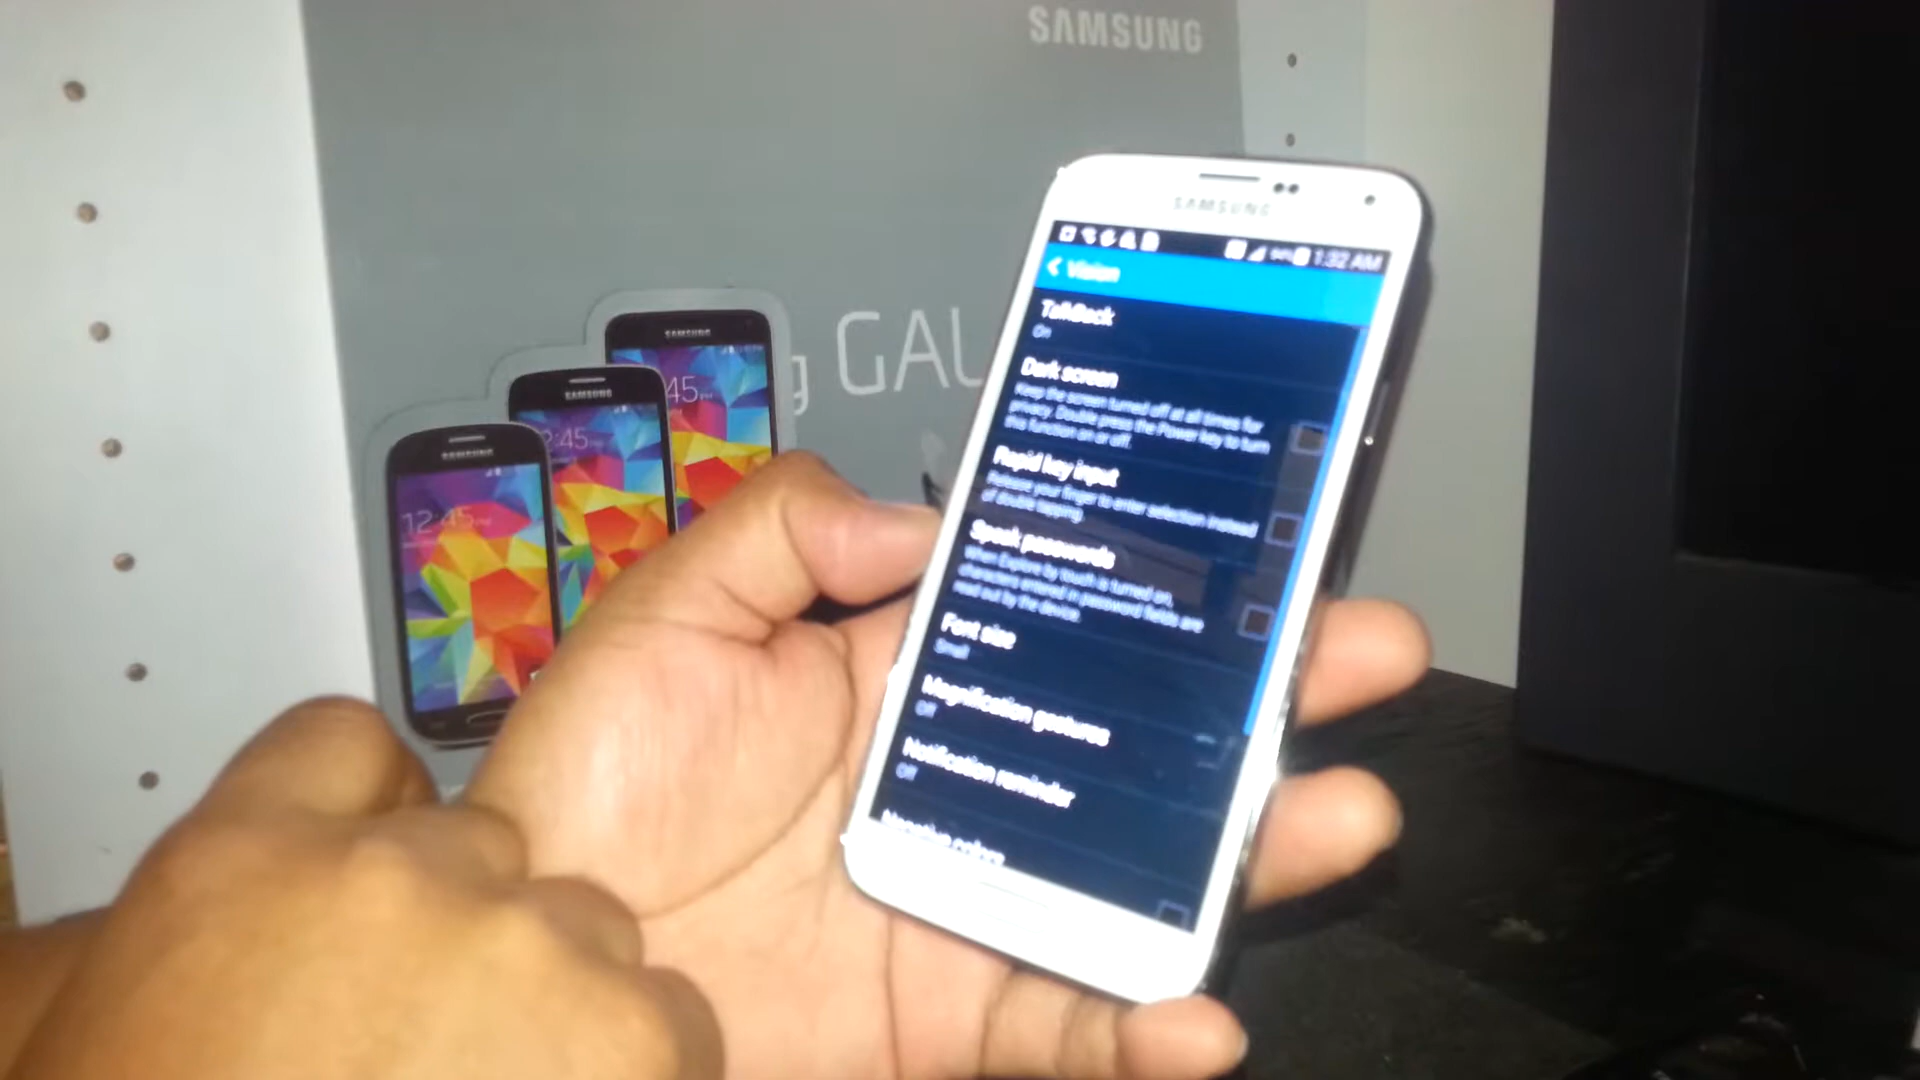 SAMSUNG
g GAL
SAMSUNG
45
SAMSUNG
2:45
SAMSUNG
12:45PM
SAMSUNG
1:32 AM
Vision
TalkBack
On
Dark screen
Keep the screen turned off at all times for
privacy. Double press the Power key to turn
this function on or off.
Rapid key input
Release your finger to enter selection instead
of double tapping.
Speak passwords
When Explore by touch is turned on,
characters entered in password fields are
read out by the device.
Font size
Small
Magnification gestures
Off
Notification reminder
Off
Negative colors